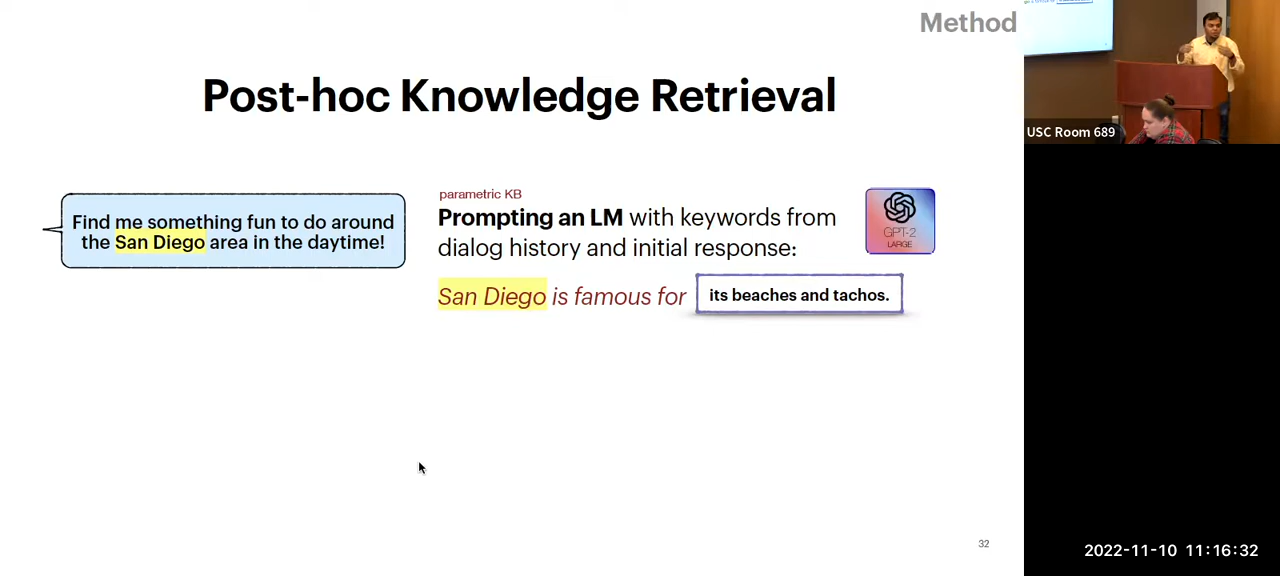 Method
Post-hoc Knowledge Retrieval
Find me something fun to do around
the San Diego area in the daytime!
parametric KB
Prompting an LM with keywords from
dialog history and initial response:
GPT-2
LARGE
San Diego is famous for
its beaches and tachos.
32
USC Room 689
2022-11-10 11:16:32